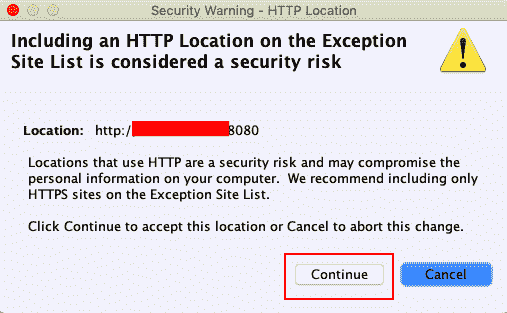 Security Warning - HTTP Location
Including an HTTP Location on the Exception
Site List is considered a security risk
Location: http:/ 8080
Locations that use HTTP are a security risk and may compromise the
personal information on your computer. We recommend including only
HTTPS sites on the Exception Site List.
Click Continue to accept this location or Cancel to abort this change.
Continue
Cancel